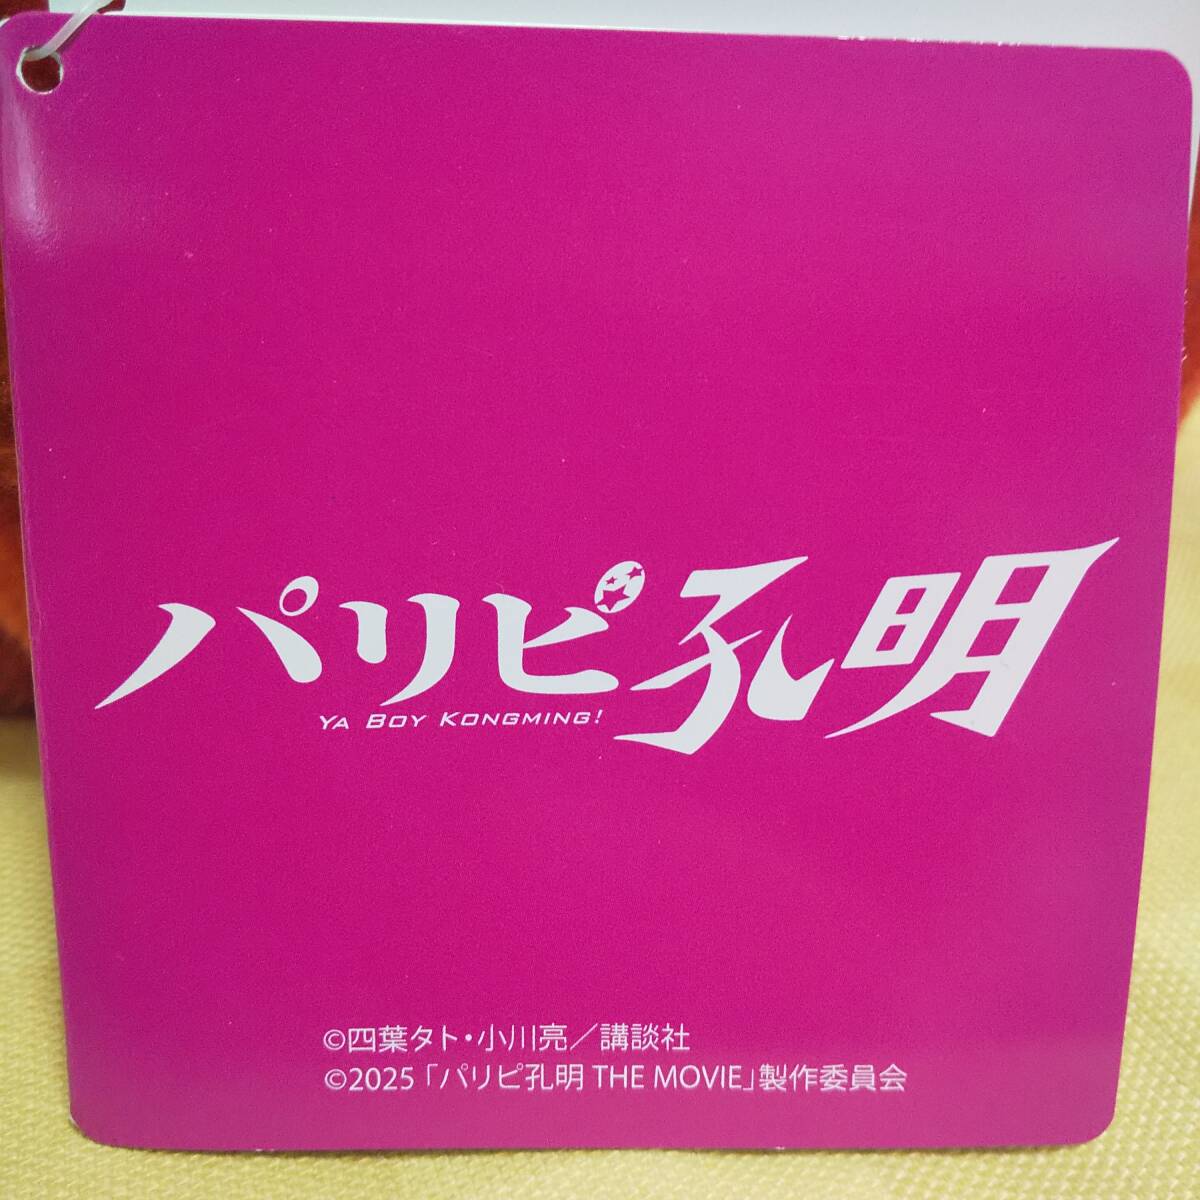 パリピ孔明
YA BOY KONGMING!
©四葉タト・小川亮／講談社
©2025「パリピ孔明 THE MOVIE」製作委員会